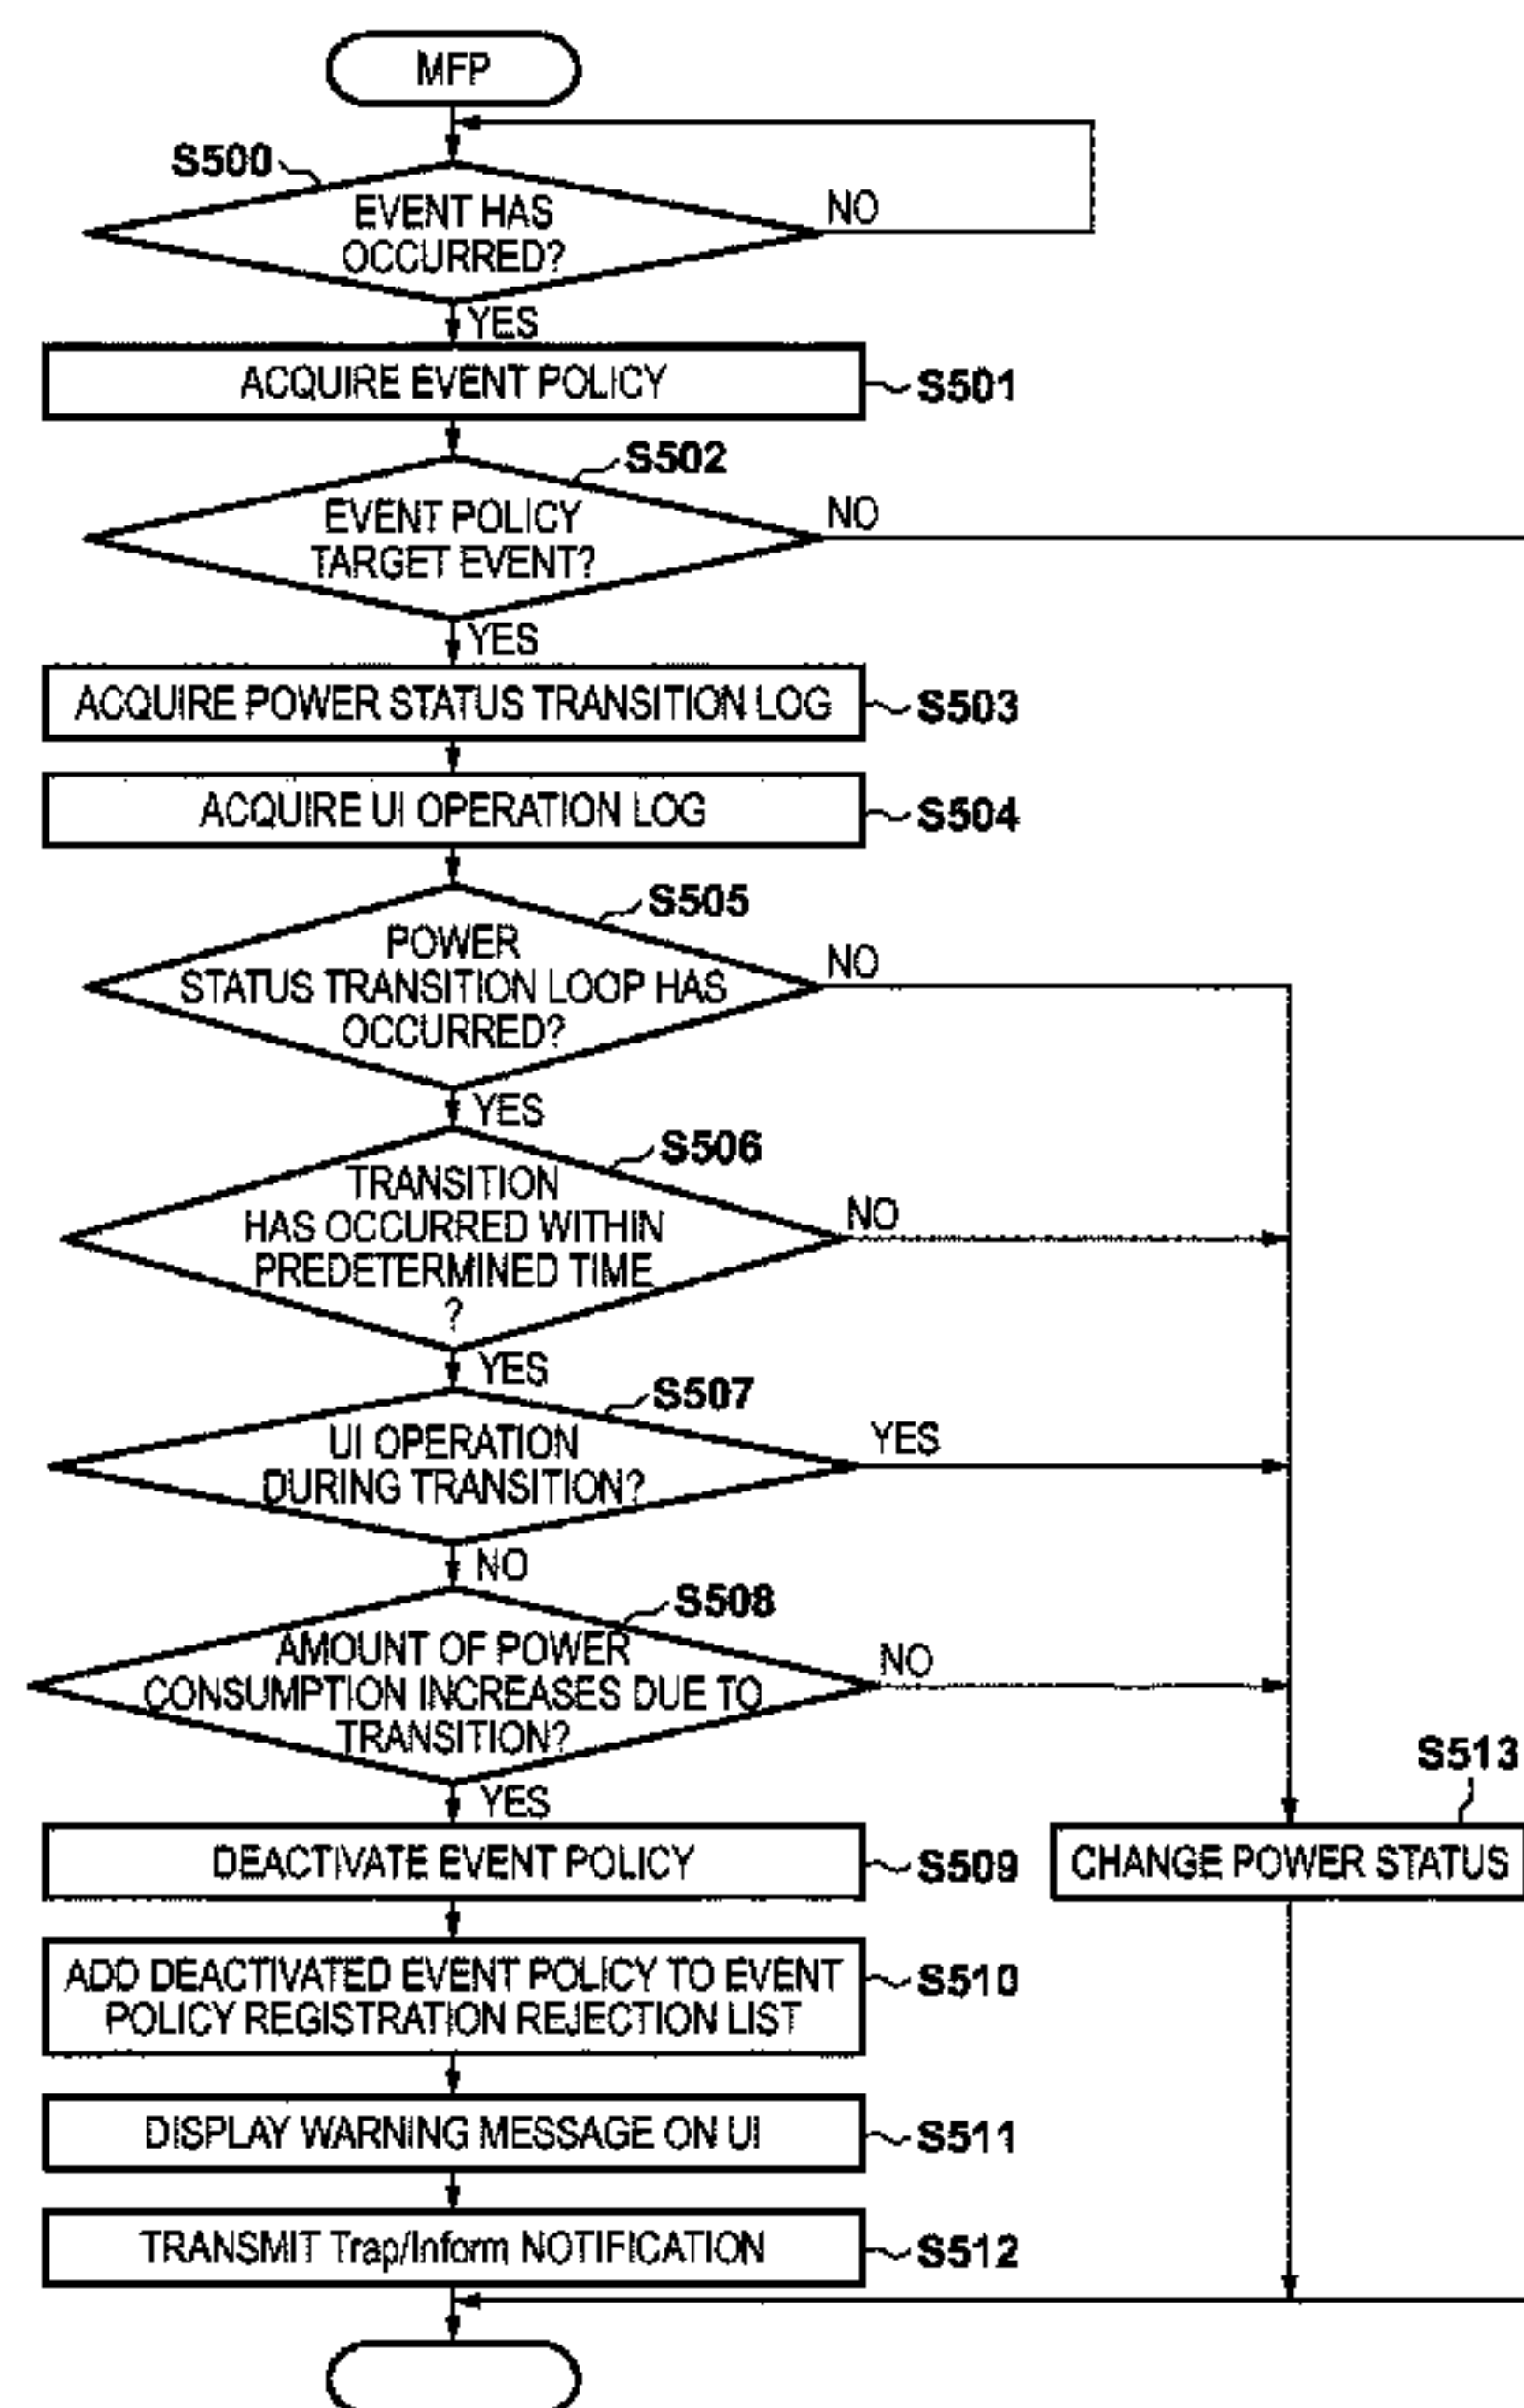 MFP
S500
EVENT HAS
OCCURRED?
NO
YES
ACQUIRE EVENT POLICY
S501
S502
EVENT POLICY
TARGET EVENT?
NO
YES
ACQUIRE POWER STATUS TRANSITION LOG
S503
ACQUIRE UI OPERATION LOG
S504
S505
POWER
STATUS TRANSITION LOOP HAS
OCCURRED?
NO
YES
S506
TRANSITION
HAS OCCURRED WITHIN
PREDETERMINED TIME
?
NO
YES
S507
UI OPERATION
DURING TRANSITION?
YES
NO
S508
AMOUNT OF POWER
CONSUMPTION INCREASES DUE TO
TRANSITION?
NO
YES
S513
DEACTIVATE EVENT POLICY
S509
CHANGE POWER STATUS
ADD DEACTIVATED EVENT POLICY TO EVENT
POLICY REGISTRATION REJECTION LIST
S510
DISPLAY WARNING MESSAGE ON UI
S511
TRANSMIT Trap/Inform NOTIFICATION
S512